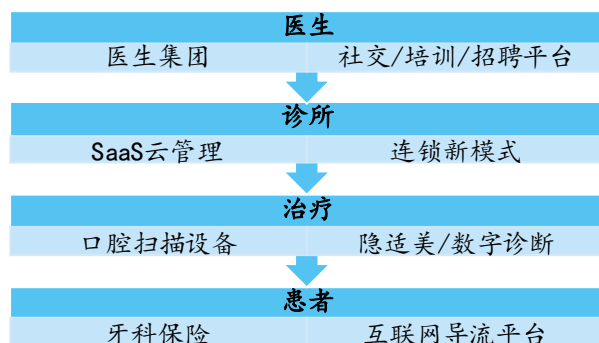 医生
医生集团 社交/培训/招聘平台
诊所
SaaS云管理 连锁新模式
治疗
口腔扫描设备 隐适美/数字诊断
患者
牙科保险 互联网导流平台